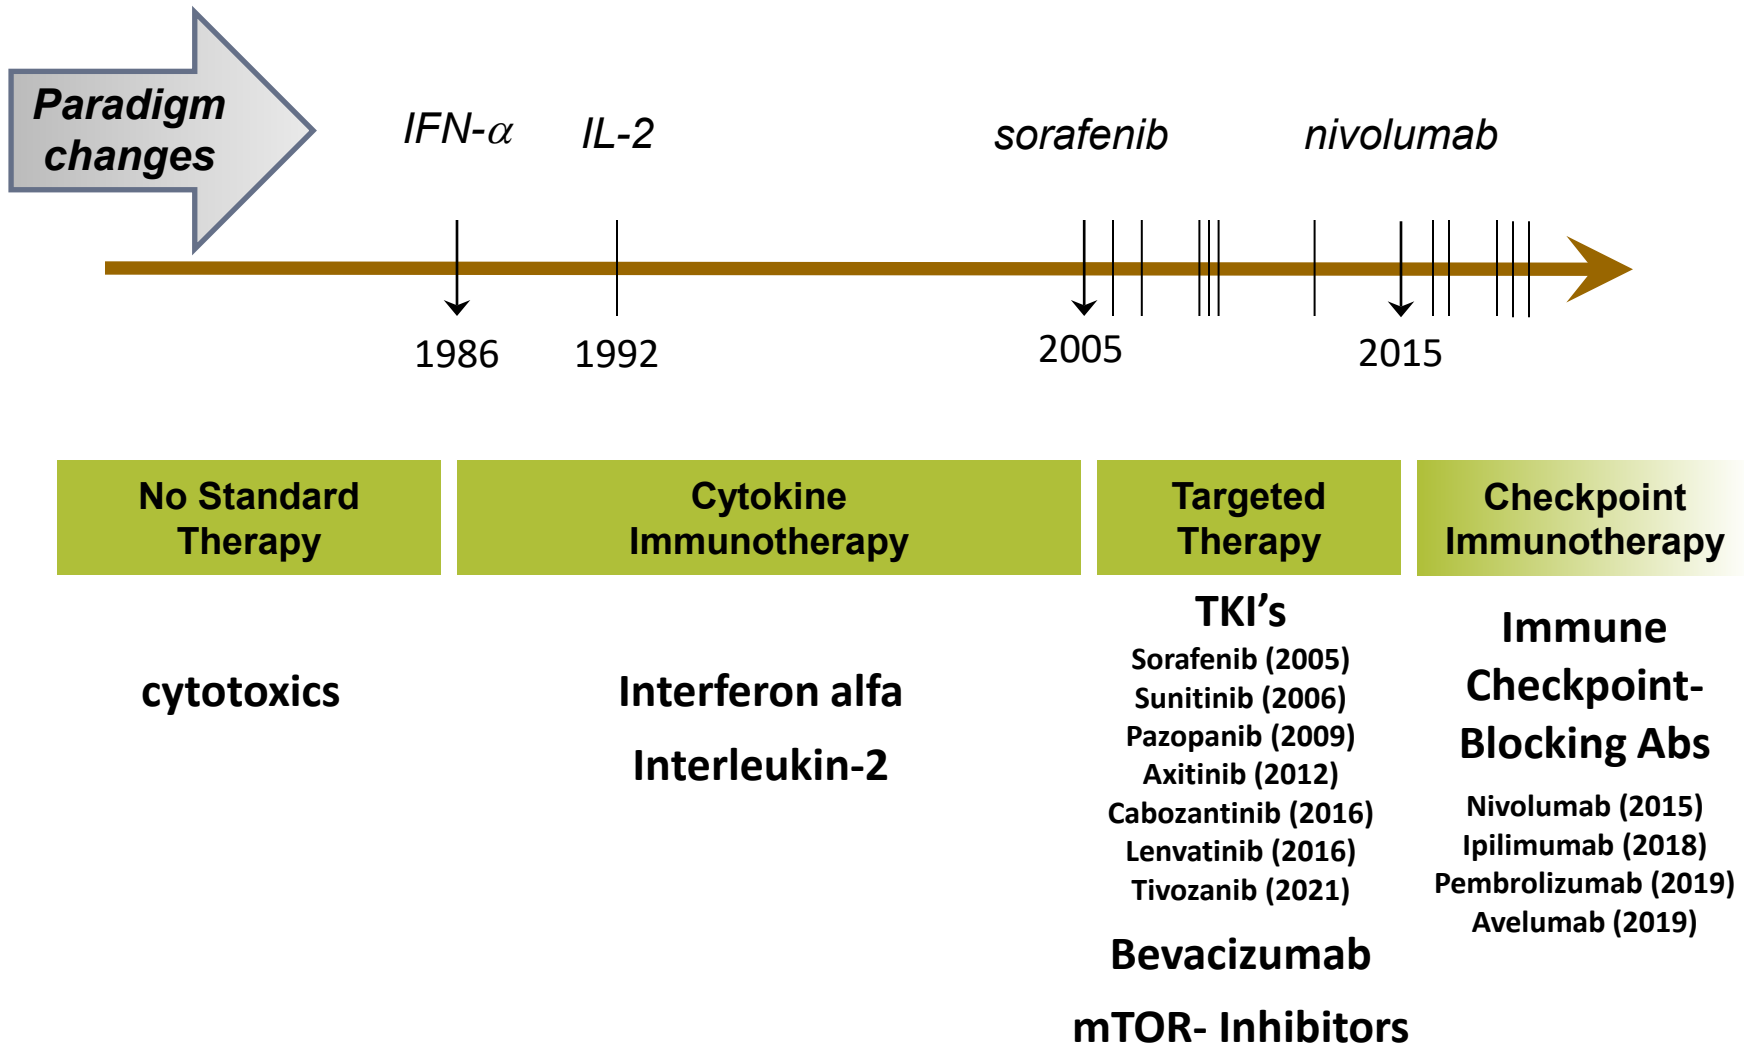 Paradigm
changes
IFN-α
IL-2
sorafenib
nivolumab
1986
1992
2005
2015
No Standard
Therapy
cytotoxics
Cytokine
Immunotherapy
Interferon alfa
Interleukin-2
Targeted
Therapy
TKI’s
Sorafenib (2005)
Sunitinib (2006)
Pazopanib (2009)
Axitinib (2012)
Cabozantinib (2016)
Lenvatinib (2016)
Tivozanib (2021)
Bevacizumab
mTOR- Inhibitors
Checkpoint
Immunotherapy
Immune
Checkpoint-
Blocking Abs
Nivolumab (2015)
Ipilimumab (2018)
Pembrolizumab (2019)
Avelumab (2019)